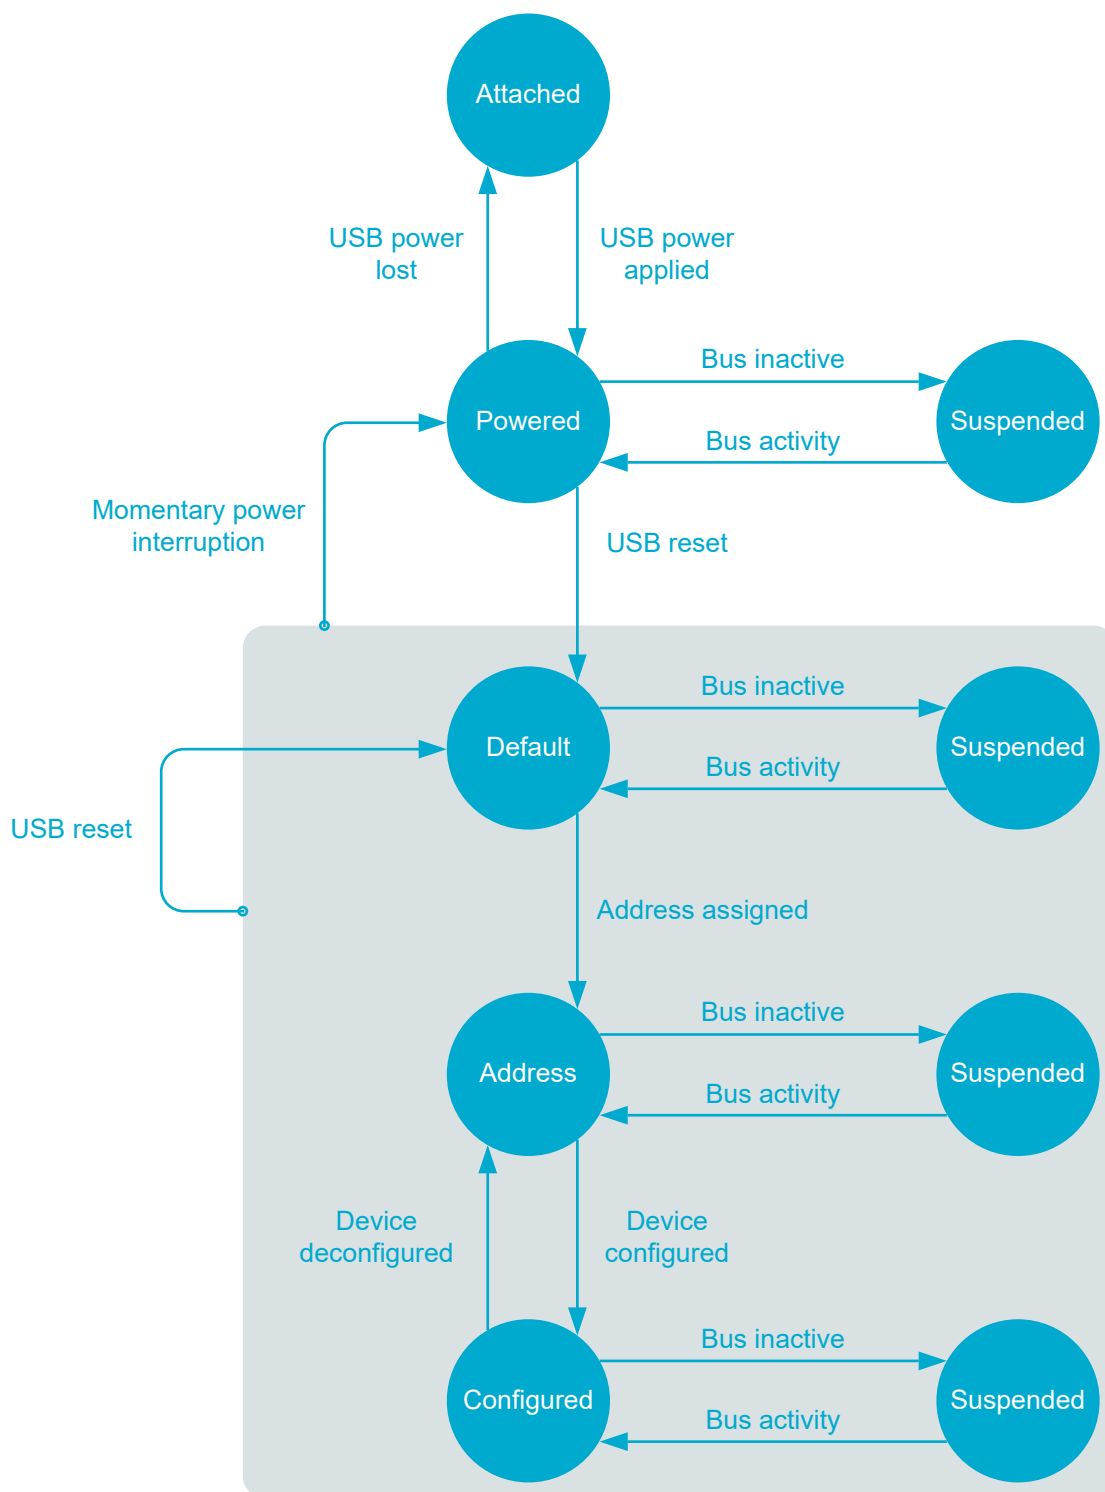 Attached
USB power
lost
USB power
applied
Bus inactive
Powered
Suspended
Bus activity
Momentary power
interruption
USB reset
Bus inactive
Default
Suspended
Bus activity
USB reset
Address assigned
Bus inactive
Address
Suspended
Bus activity
Device
deconfigured
Device
configured
Bus inactive
Configured
Suspended
Bus activity